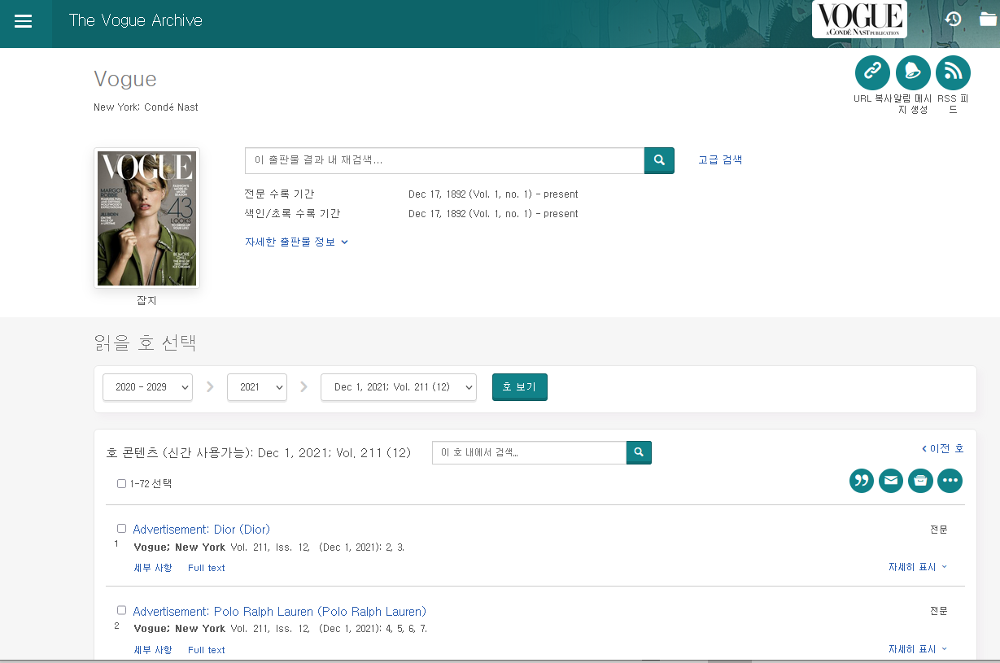 The Vogue Archive
VOGUE
A CONDÉ NAST PUBLICATION
Vogue
New York: Condé Nast
URL 복사
알림 메시지 생성
RSS 피드
VOGUE
MARGOT
43
LOOKS
잡지
이 출판물 결과 내 재검색...
고급 검색
전문 수록 기간 Dec 17, 1892 (Vol. 1, no. 1) - present
색인/초록 수록 기간 Dec 17, 1892 (Vol. 1, no. 1) - present
자세한 출판물 정보
읽을 호 선택
2020 - 2029
2021
Dec 1, 2021; Vol. 211 (12)
호 보기
호 콘텐츠 (신간 사용가능): Dec 1, 2021; Vol. 211 (12)
이 호 내에서 검색...
이전 호
1-72 선택
Advertisement: Dior (Dior)
전문
1
Vogue; New York Vol. 211, Iss. 12, (Dec 1, 2021): 2, 3.
세부 사항 Full text
자세히 표시
Advertisement: Polo Ralph Lauren (Polo Ralph Lauren)
전문
2
Vogue; New York Vol. 211, Iss. 12, (Dec 1, 2021): 4, 5, 6, 7.
세부 사항 Full text
자세히 표시